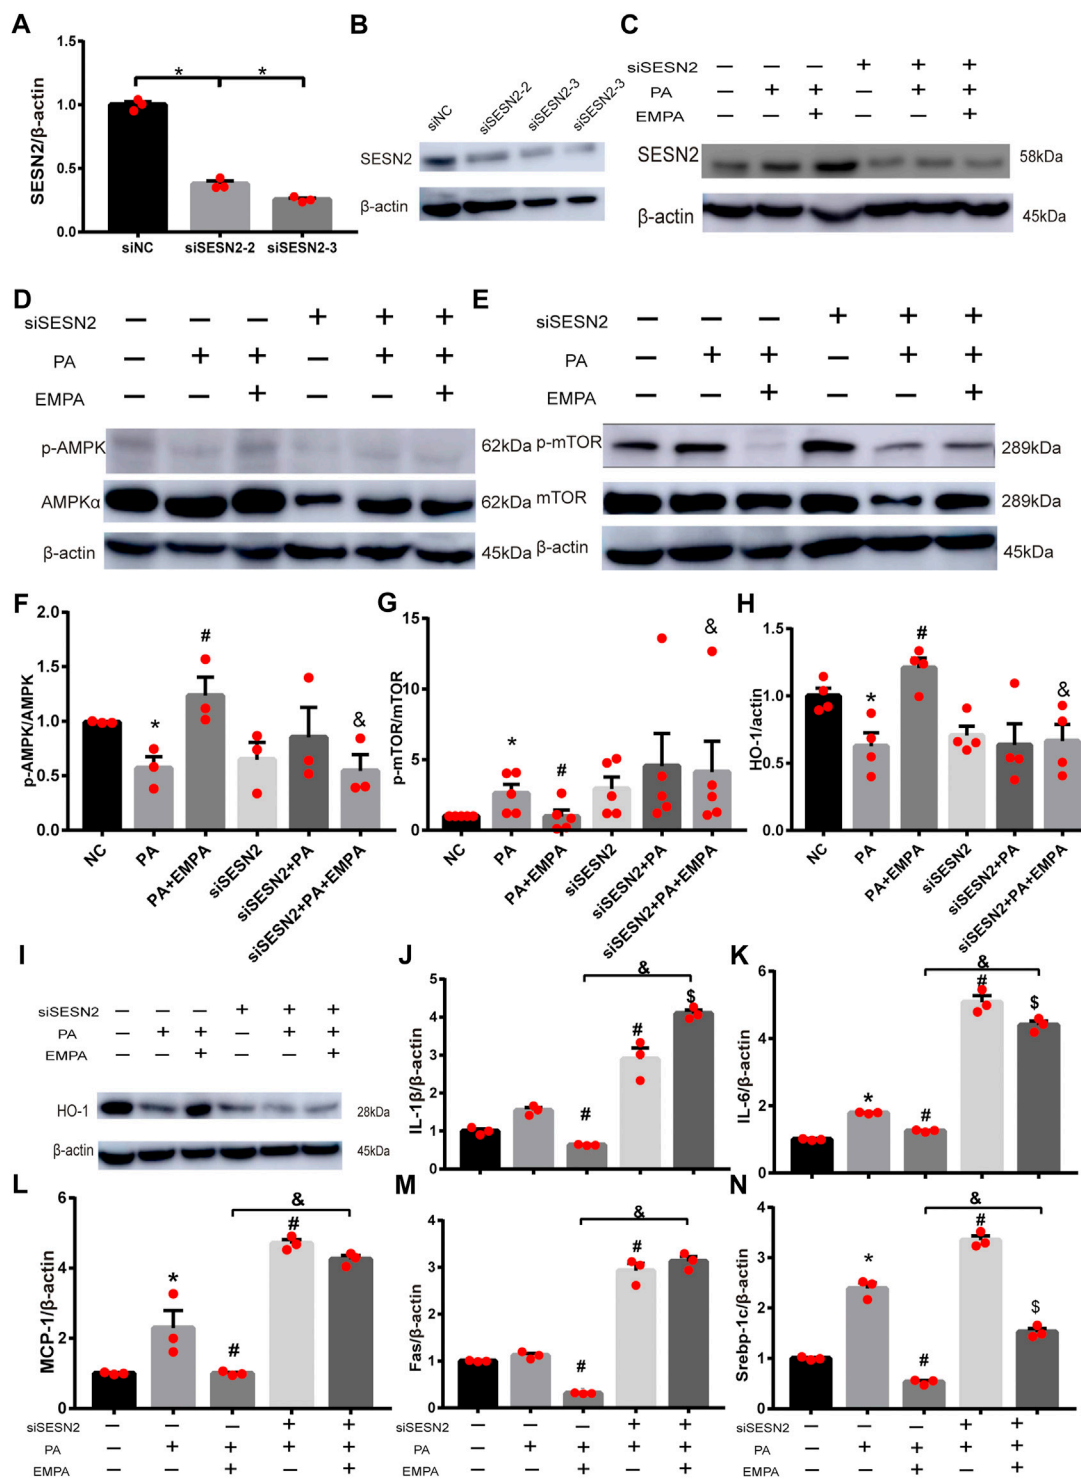 A
SESN2/β-actin
1.5
1.0
0.5
0.0
* *
siNC siSESN2-2 siSESN2-3
B
siNC siSESN2-2 siSESN2-3 siSESN2-3
SESN2
β-actin
C
siSESN2 − − − + + +
PA − + + − + +
EMPA − − + − − +
SESN2 58kDa
β-actin 45kDa
D
siSESN2 − − − + + +
PA − + + − + +
EMPA − − + − − +
p-AMPK 62kDa
AMPKα 62kDa
β-actin 45kDa
E
− − − + + +
− + + − + +
− − + − − +
p-mTOR 289kDa
mTOR 289kDa
β-actin 45kDa
F
p-AMPK/AMPK
2.0
1.5
1.0
0.5
0.0
* # &
NC PA PA+EMPA siSESN2 siSESN2+PA siSESN2+PA+EMPA
G
p-mTOR/mTOR
15
10
5
0
* # &
NC PA PA+EMPA siSESN2 siSESN2+PA siSESN2+PA+EMPA
H
HO-1/actin
1.5
1.0
0.5
0.0
* # &
NC PA PA+EMPA siSESN2 siSESN2+PA siSESN2+PA+EMPA
I
siSESN2 − − − + + +
PA − + + − + +
EMPA − − + − − +
HO-1 28kDa
β-actin 45kDa
J
IL-1β/β-actin
5
4
3
2
1
0
# # $ &
K
IL-6/β-actin
6
4
2
0
* # # $ &
L
MCP-1/β-actin
6
4
2
0
* # # &
siSESN2 − − − + +
PA − + + + +
EMPA − − + − +
M
Fas/β-actin
4
3
2
1
0
# # &
siSESN2 − − − + +
PA − + + + +
EMPA − − + − +
N
Srebp-1c/β-actin
4
3
2
1
0
* # # $ &
siSESN2 − − − + +
PA − + + + +
EMPA − − + − +